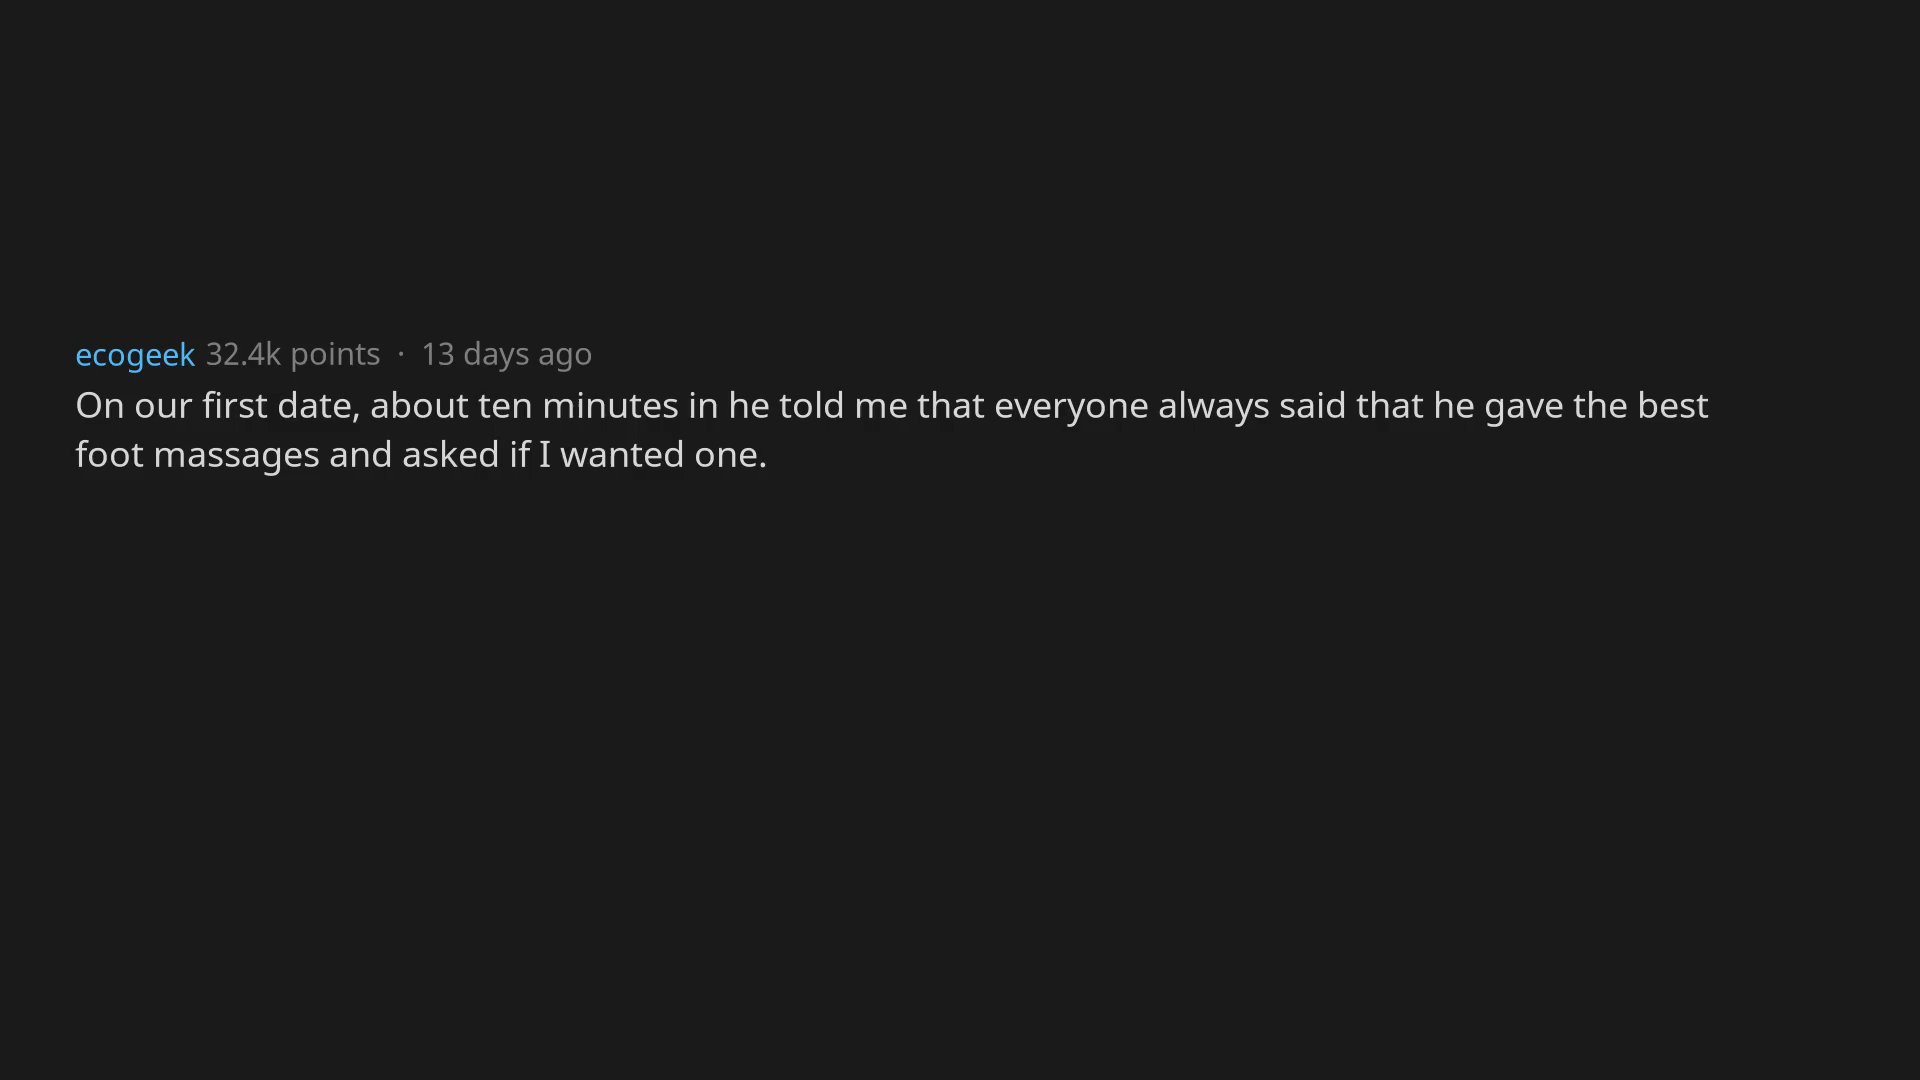 ecogeek 32.4k points · 13 days ago
On our first date, about ten minutes in he told me that everyone always said that he gave the best
foot massages and asked if I wanted one.